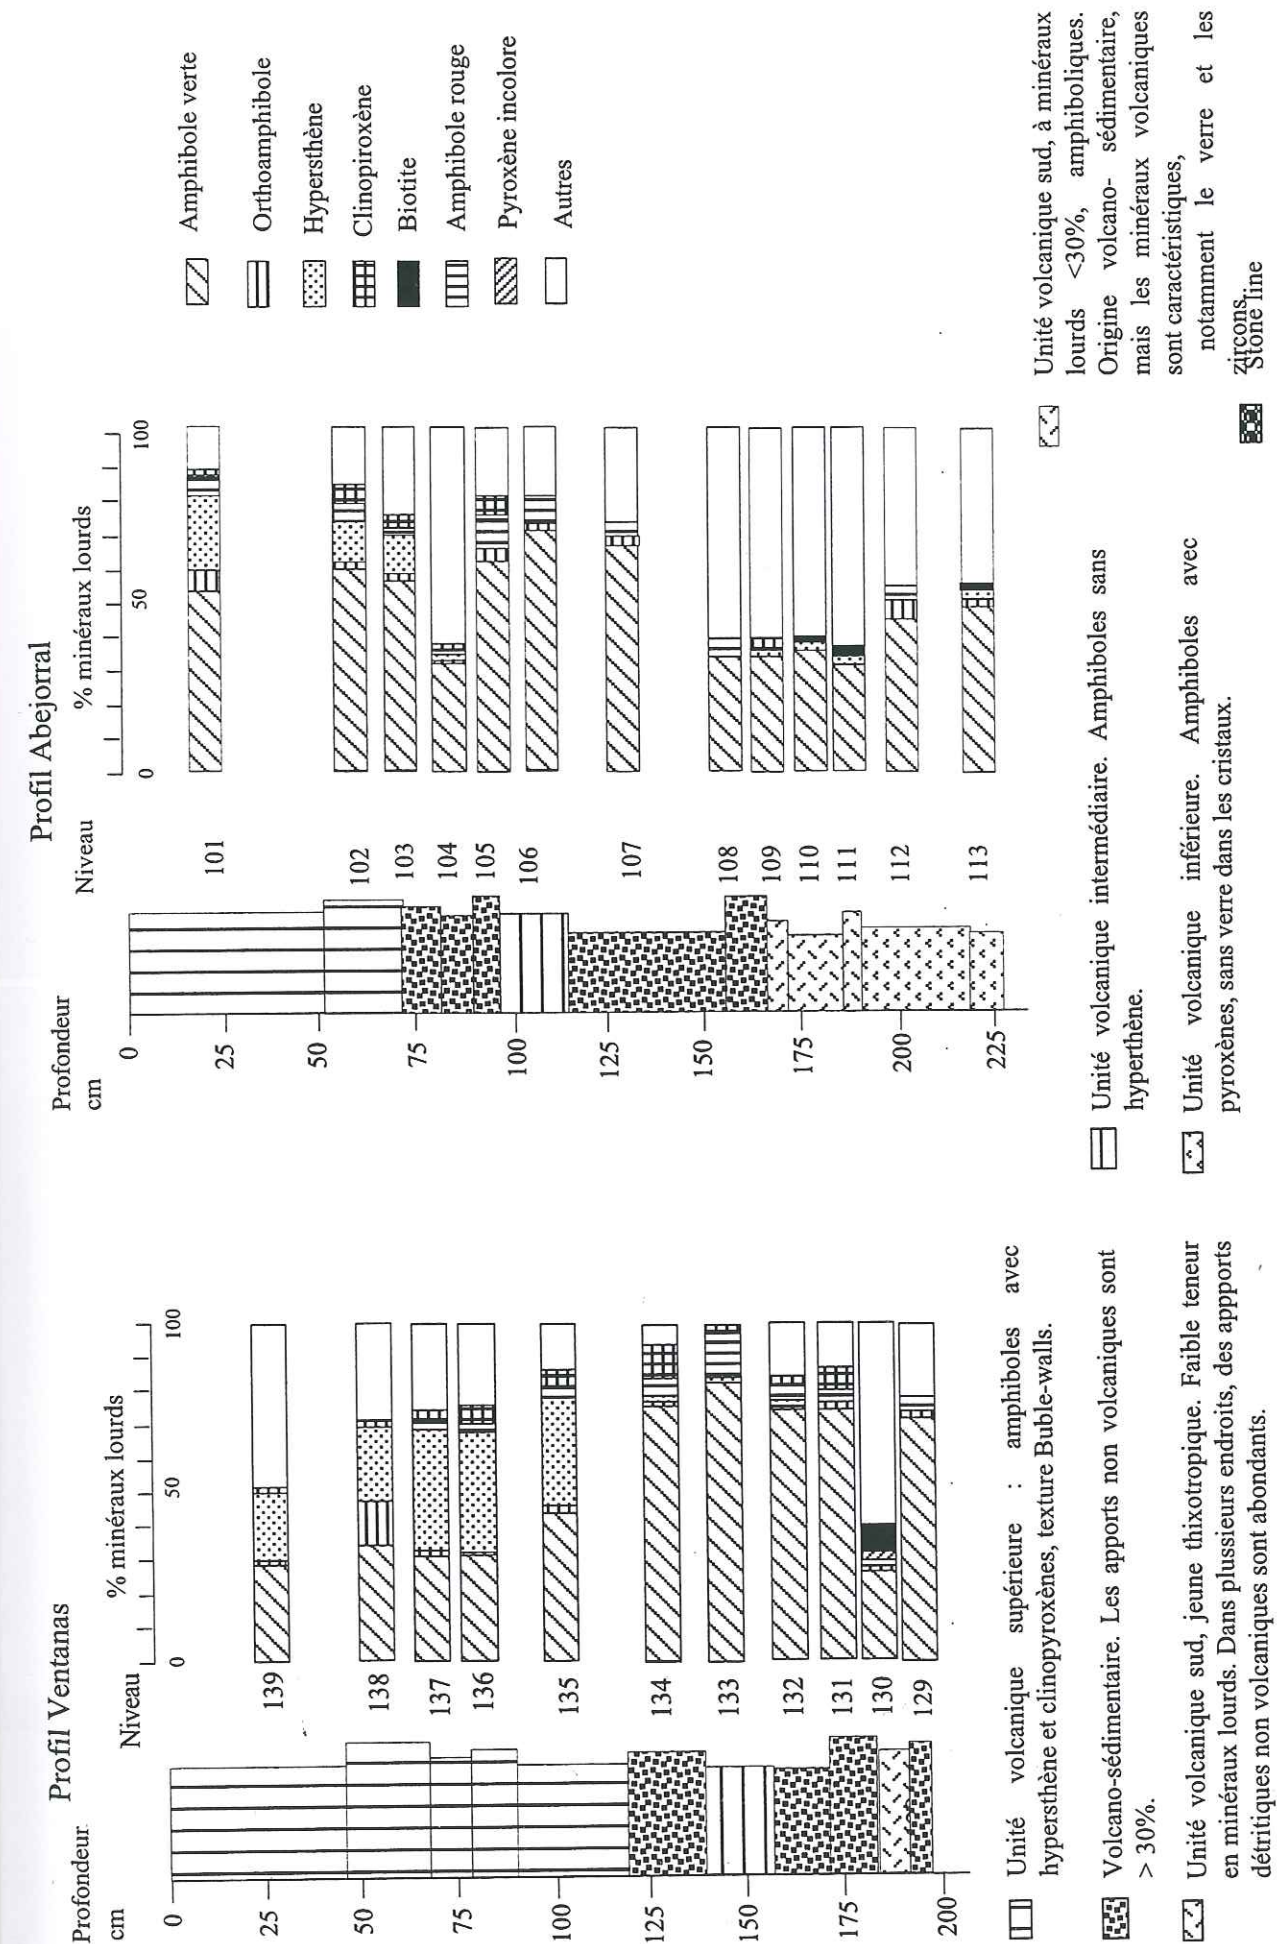 Profil Ventanas
Profondeur
cm
Niveau
% minéraux lourds
0
50
100
0
25
50
75
100
125
150
175
200
139
138
137
136
135
134
133
132
131
130
129
Profil Abejorral
Profondeur
cm
Niveau
% minéraux lourds
0
50
100
0
25
50
75
100
125
150
175
200
225
101
102
103
104
105
106
107
108
109
110
111
112
113
Amphibole verte
Orthoamphibole
Hypersthène
Clinopiroxène
Biotite
Amphibole rouge
Pyroxène incolore
Autres
Unité volcanique supérieure : amphiboles avec
hypersthène et clinopyroxènes, texture Buble-walls.
Volcano-sédimentaire. Les apports non volcaniques sont
> 30%.
Unité volcanique sud, jeune thixotropique. Faible teneur
en minéraux lourds. Dans plussieurs endroits, des appports
détritiques non volcaniques sont abondants.
Unité volcanique intermédiaire. Amphiboles sans
hyperthène.
Unité volcanique inférieure. Amphiboles avec
pyroxènes, sans verre dans les cristaux.
Unité volcanique sud, à minéraux
lourds <30%, amphiboliques.
Origine volcano- sédimentaire,
mais les minéraux volcaniques
sont caractéristiques,
notamment le verre et les
zircons.
Stone line